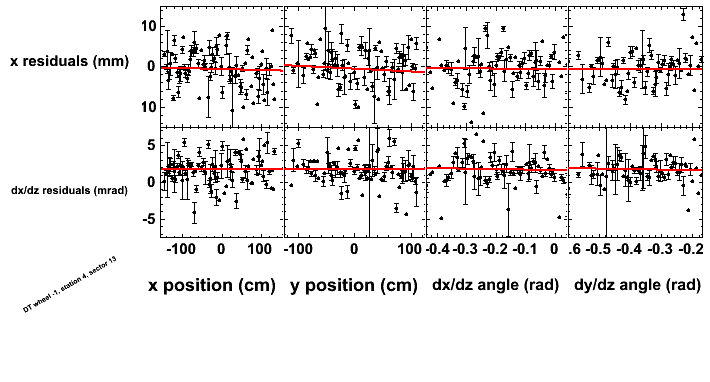 10
x residuals (mm)
0
10
5
dx/dz residuals (mrad)
0
-5
-100 0 100 -100 0 100 -0.4 -0.3 -0.2 -0.1 0 .6 -0.5 -0.4 -0.3 -0.2
x position (cm) y position (cm) dx/dz angle (rad) dy/dz angle (rad)
DT wheel -1, station 4, sector 13